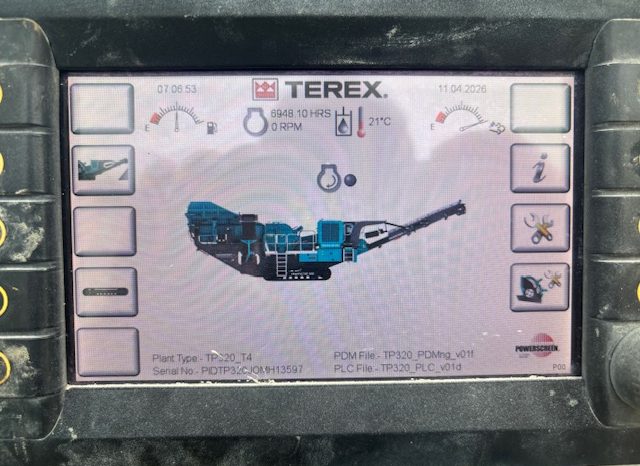 07:06:53
TEREX.
11.04.2026
6948.10 HRS
0 RPM
E
21°C
E
Plant Type:- TP320_T4
PDM File:- TP320_PDMng_v01f
Serial No:- PIDTP320JOMH13597
PLC File:- TP320_PLC_v01d
POWERSCREEN
P00